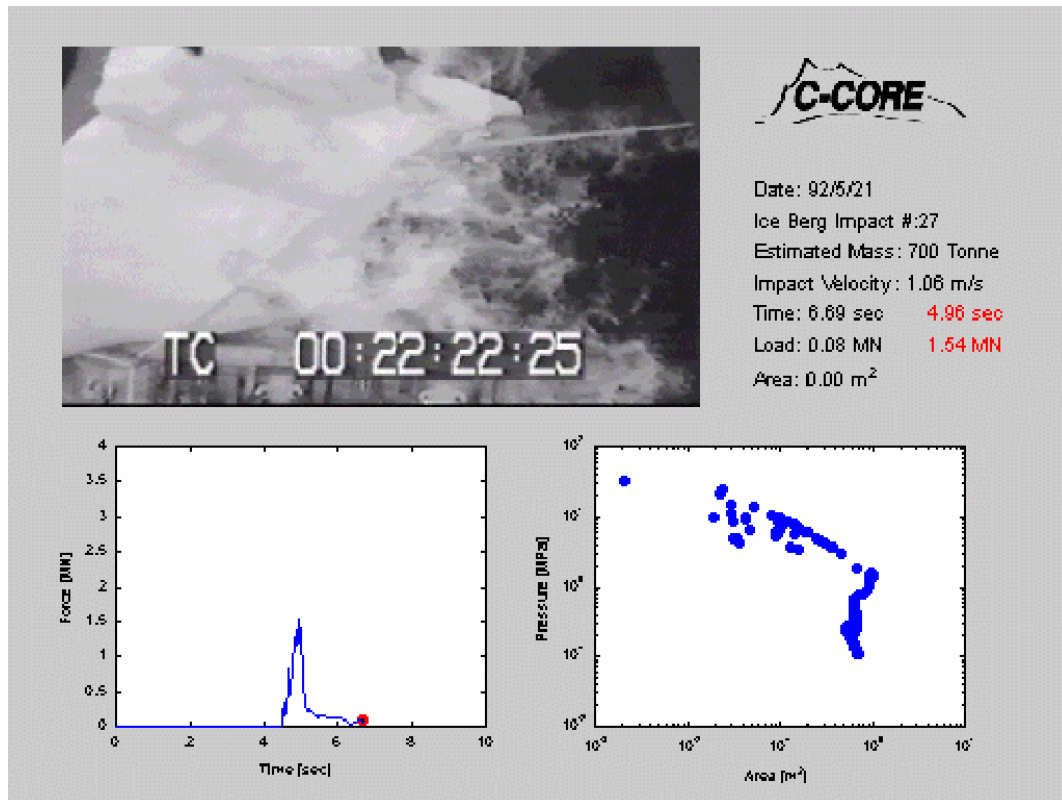 C-CORE
Date: 92/5/21
Ice Berg Impact #:27
Estimated Mass: 700 Tonne
Impact Velocity: 1.06 m/s
Time: 6.69 sec 4.96 sec
Load: 0.08 MN 1.54 MN
Area: 0.00 m²
TC 00:22:22:25
4
3.5
3
2.5
2
1.5
1
0.5
0
Force [MN]
0 2 4 6 8 10
Time [sec]
Pressure [MPa]
Area [m²]